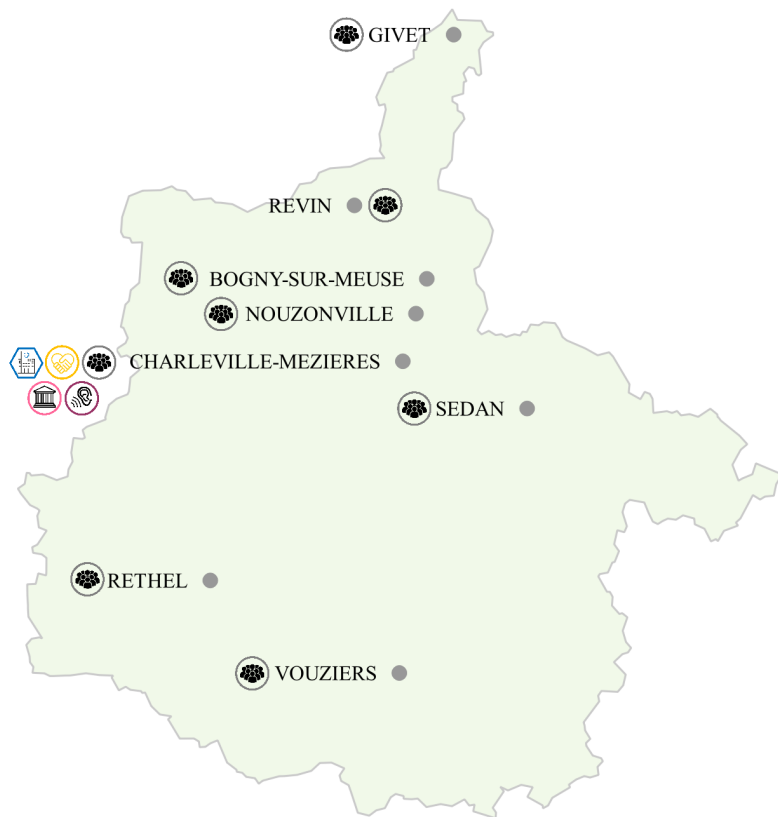 GIVET
REVIN
BOGNY-SUR-MEUSE
NOUZONVILLE
CHARLEVILLE-MEZIERES
SEDAN
RETHEL
VOUZIERS